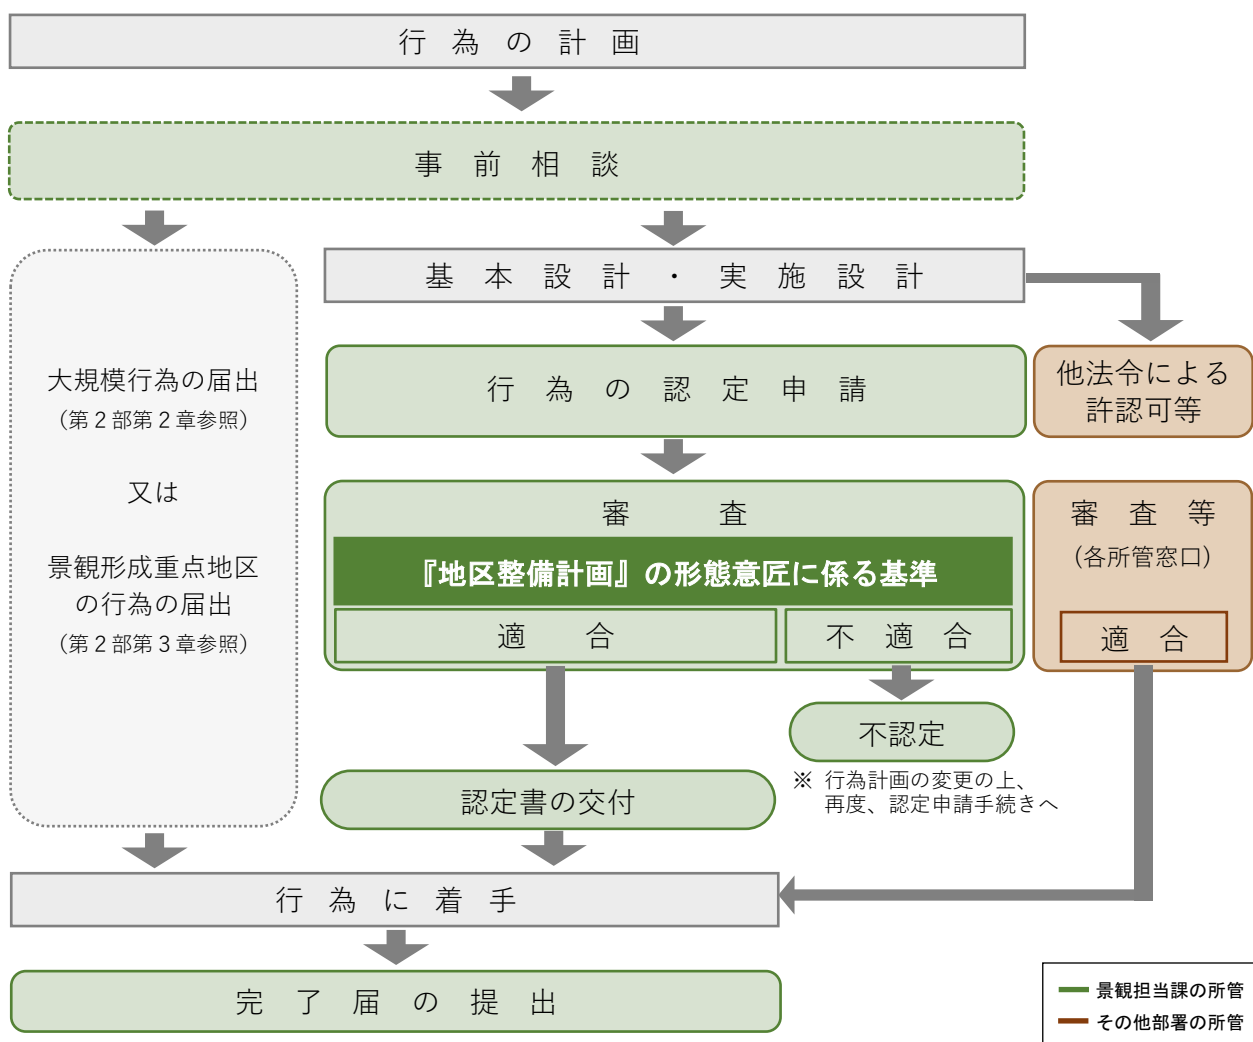 行為の計画
事前相談
大規模行為の届出
（第２部第２章参照）
又は
景観形成重点地区
の行為の届出
（第２部第３章参照）
基本設計・実施設計
行為の認定申請
他法令による
許認可等
審査
『地区整備計画』の形態意匠に係る基準
適合
不適合
審査等
（各所管窓口）
適合
不認定
※ 行為計画の変更の上、
再度、認定申請手続きへ
認定書の交付
行為に着手
完了届の提出
景観担当課の所管
その他部署の所管